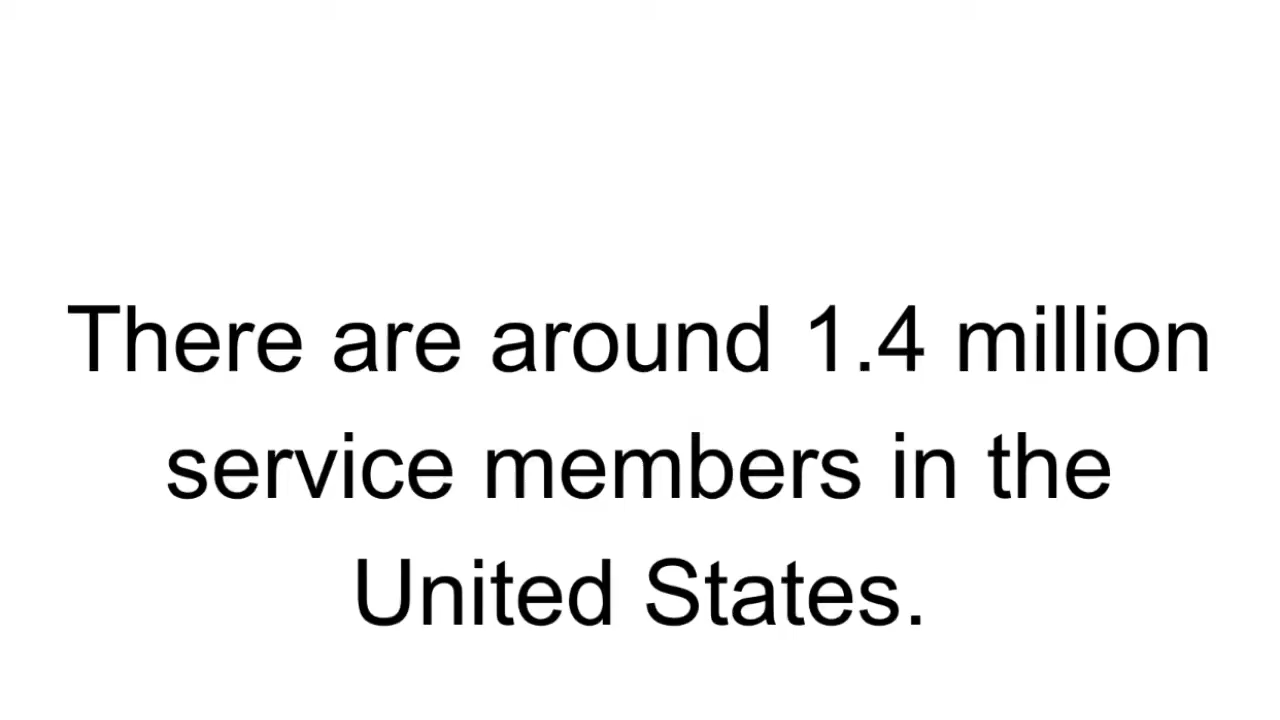 There are around 1.4 million
service members in the
United States.